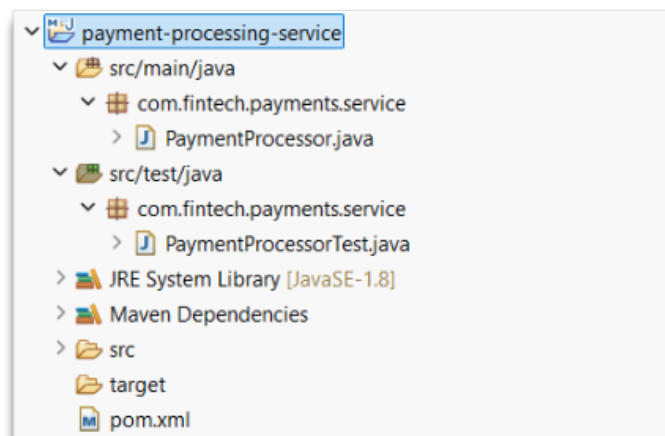 payment-processing-service
src/main/java
com.fintech.payments.service
PaymentProcessor.java
src/test/java
com.fintech.payments.service
PaymentProcessorTest.java
JRE System Library [JavaSE-1.8]
Maven Dependencies
src
target
pom.xml